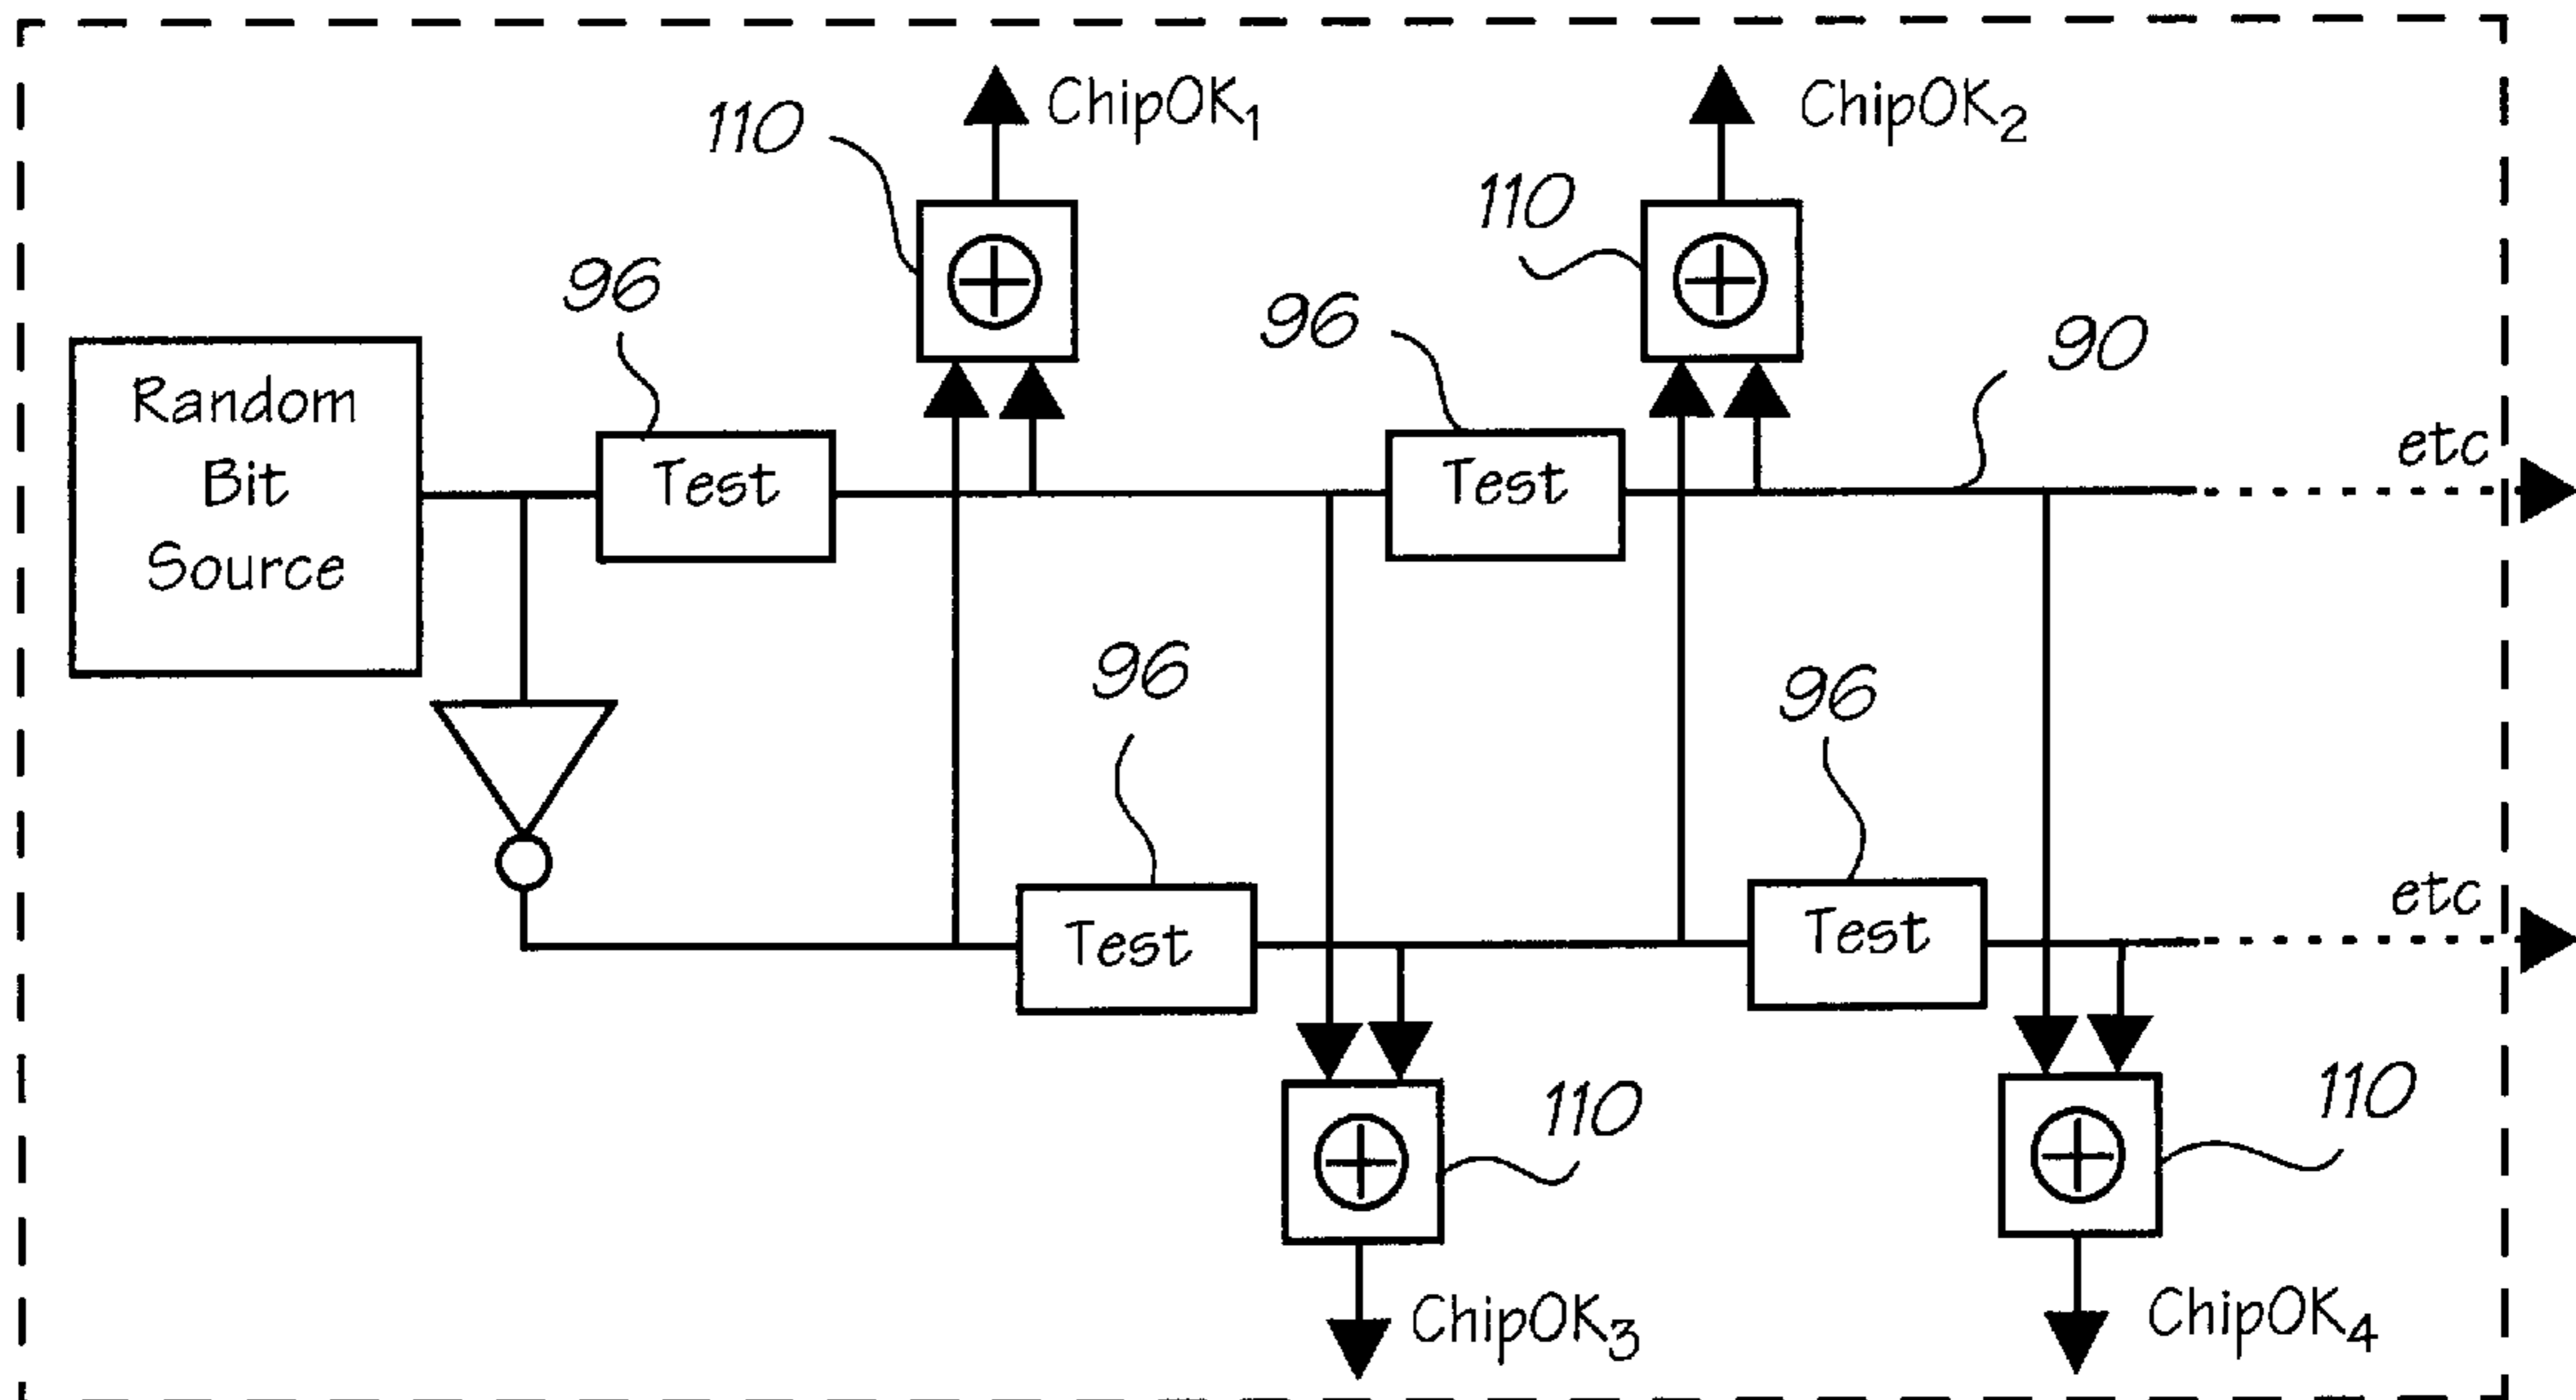 ChipOK₁
ChipOK₂
110
110
96
96
90
Random
Bit
Source
Test
Test
etc
96
96
etc
Test
Test
110
110
ChipOK₃
ChipOK₄